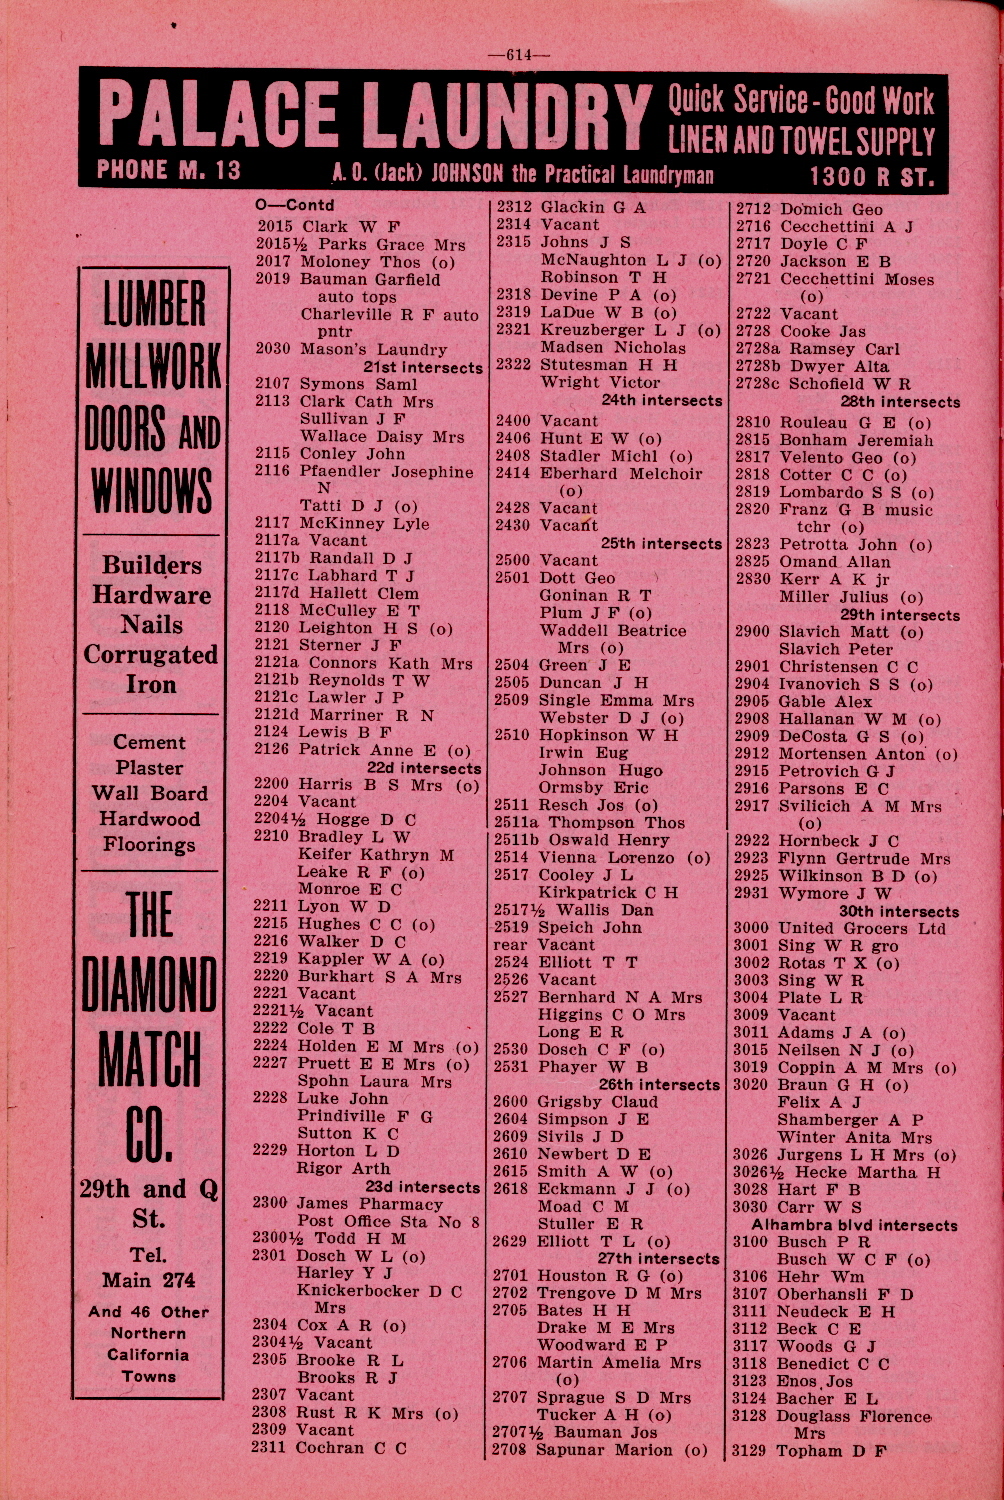 —614—
PALACE LAUNDRY
Quick Service - Good Work
LINEN AND TOWEL SUPPLY
PHONE M. 13
A. O. (Jack) JOHNSON the Practical Laundryman
1300 R ST.
LUMBER
MILLWORK
DOORS AND
WINDOWS
Builders
Hardware
Nails
Corrugated
Iron
Cement
Plaster
Wall Board
Hardwood
Floorings
THE
DIAMOND
MATCH
CO.
29th and Q
St.
Tel.
Main 274
And 46 Other
Northern
California
Towns
O—Contd
2015 Clark W F
2015½ Parks Grace Mrs
2017 Moloney Thos (o)
2019 Bauman Garfield
auto tops
Charleville R F auto
pntr
2030 Mason's Laundry
21st intersects
2107 Symons Saml
2113 Clark Cath Mrs
Sullivan J F
Wallace Daisy Mrs
2115 Conley John
2116 Pfaendler Josephine
N
Tatti D J (o)
2117 McKinney Lyle
2117a Vacant
2117b Randall D J
2117c Labhard T J
2117d Hallett Clem
2118 McCulley E T
2120 Leighton H S (o)
2121 Sterner J F
2121a Connors Kath Mrs
2121b Reynolds T W
2121c Lawler J P
2121d Marriner R N
2124 Lewis B F
2126 Patrick Anne E (o)
22d intersects
2200 Harris B S Mrs (o)
2204 Vacant
2204½ Hogge D C
2210 Bradley L W
Keifer Kathryn M
Leake R F (o)
Monroe E C
2211 Lyon W D
2215 Hughes C C (o)
2216 Walker D C
2219 Kappler W A (o)
2220 Burkhart S A Mrs
2221 Vacant
2221½ Vacant
2222 Cole T B
2224 Holden E M Mrs (o)
2227 Pruett E E Mrs (o)
Spohn Laura Mrs
2228 Luke John
Prindiville F G
Sutton K C
2229 Horton L D
Rigor Arth
23d intersects
2300 James Pharmacy
Post Office Sta No 8
2300½ Todd H M
2301 Dosch W L (o)
Harley Y J
Knickerbocker D C
Mrs
2304 Cox A R (o)
2304½ Vacant
2305 Brooke R L
Brooks R J
2307 Vacant
2308 Rust R K Mrs (o)
2309 Vacant
2311 Cochran C C
2312 Glackin G A
2314 Vacant
2315 Johns J S
McNaughton L J (o)
Robinson T H
2318 Devine P A (o)
2319 LaDue W B (o)
2321 Kreuzberger L J (o)
Madsen Nicholas
2322 Stutesman H H
Wright Victor
24th intersects
2400 Vacant
2406 Hunt E W (o)
2408 Stadler Michl (o)
2414 Eberhard Melchoir
(o)
2428 Vacant
2430 Vacant
25th intersects
2500 Vacant
2501 Dott Geo
Goninan R T
Plum J F (o)
Waddell Beatrice
Mrs (o)
2504 Green J E
2505 Duncan J H
2509 Single Emma Mrs
Webster D J (o)
2510 Hopkinson W H
Irwin Eug
Johnson Hugo
Ormsby Eric
2511 Resch Jos (o)
2511a Thompson Thos
2511b Oswald Henry
2514 Vienna Lorenzo (o)
2517 Cooley J L
Kirkpatrick C H
2517½ Wallis Dan
2519 Speich John
rear Vacant
2524 Elliott T T
2526 Vacant
2527 Bernhard N A Mrs
Higgins C O Mrs
Long E R
2530 Dosch C F (o)
2531 Phayer W B
26th intersects
2600 Grigsby Claud
2604 Simpson J E
2609 Sivils J D
2610 Newbert D E
2615 Smith A W (o)
2618 Eckmann J J (o)
Moad C M
Stuller E R
2629 Elliott T L (o)
27th intersects
2701 Houston R G (o)
2702 Trengove D M Mrs
2705 Bates H H
Drake M E Mrs
Woodward E P
2706 Martin Amelia Mrs
(o)
2707 Sprague S D Mrs
Tucker A H (o)
2707½ Bauman Jos
2708 Sapunar Marion (o)
2712 Domich Geo
2716 Cecchettini A J
2717 Doyle C F
2720 Jackson E B
2721 Cecchettini Moses
(o)
2722 Vacant
2728 Cooke Jas
2728a Ramsey Carl
2728b Dwyer Alta
2728c Schofield W R
28th intersects
2810 Rouleau G E (o)
2815 Bonham Jeremiah
2817 Velento Geo (o)
2818 Cotter C C (o)
2819 Lombardo S S (o)
2820 Franz G B music
tchr (o)
2823 Petrotta John (o)
2825 Omand Allan
2830 Kerr A K jr
Miller Julius (o)
29th intersects
2900 Slavich Matt (o)
Slavich Peter
2901 Christensen C C
2904 Ivanovich S S (o)
2905 Gable Alex
2908 Hallanan W M (o)
2909 DeCosta G S (o)
2912 Mortensen Anton (o)
2915 Petrovich G J
2916 Parsons E C
2917 Svilicich A M Mrs
(o)
2922 Hornbeck J C
2923 Flynn Gertrude Mrs
2925 Wilkinson B D (o)
2931 Wymore J W
30th intersects
3000 United Grocers Ltd
3001 Sing W R gro
3002 Rotas T X (o)
3003 Sing W R
3004 Plate L R
3009 Vacant
3011 Adams J A (o)
3015 Neilsen N J (o)
3019 Coppin A M Mrs (o)
3020 Braun G H (o)
Felix A J
Shamberger A P
Winter Anita Mrs
3026 Jurgens L H Mrs (o)
3026½ Hecke Martha H
3028 Hart F B
3030 Carr W S
Alhambra blvd intersects
3100 Busch P R
Busch W C F (o)
3106 Hehr Wm
3107 Oberhansli F D
3111 Neudeck E H
3112 Beck C E
3117 Woods G J
3118 Benedict C C
3123 Enos Jos
3124 Bacher E L
3128 Douglass Florence
Mrs
3129 Topham D F